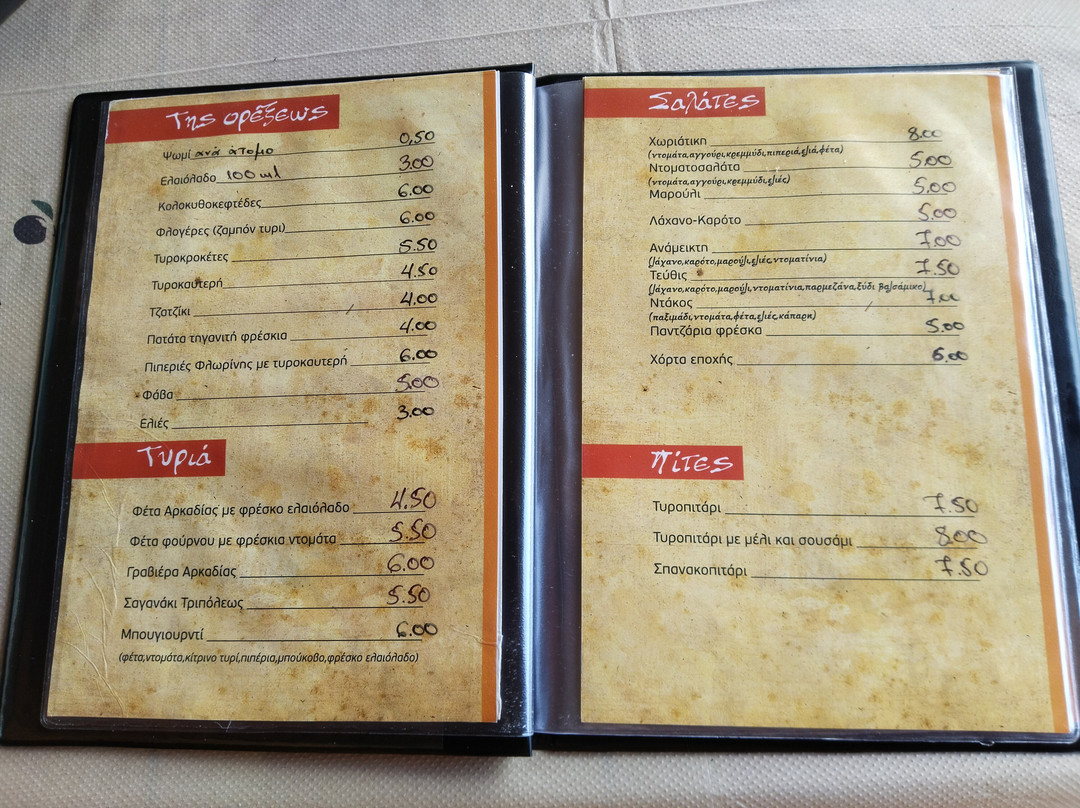 Της ορέξεως
Ψωμί ανά άτομο 0,50
Ελαιόλαδο 100 ml 3.00
Κολοκυθοκεφτέδες 6.00
Φλογέρες (ζαμπόν τυρί) 6.00
Τυροκροκέτες 5.50
Τυροκαυτερή 4.50
Τζατζίκι 4.00
Πατάτα τηγανιτή φρέσκια 4.00
Πιπεριές Φλωρίνης με τυροκαυτερή 6.00
Φάβα 5.00
Ελιές 3.00
Τυριά
Φέτα Αρκαδίας με φρέσκο ελαιόλαδο 4.50
Φέτα φούρνου με φρέσκια ντομάτα 5.50
Γραβιέρα Αρκαδίας 6.00
Σαγανάκι Τριπόλεως 5.50
Μπουγιουρντί 6.00
(φέτα,ντομάτα,κίτρινο τυρί,πιπέρια,μπούκοβο,φρέσκο ελαιόλαδο)
Σαλάτες
Χωριάτικη 8.00
(ντομάτα,αγγούρι,κρεμμύδι,πιπεριά,ελιά,φέτα)
Ντοματοσαλάτα 5.00
(ντομάτα,αγγούρι,κρεμμύδι,ελιές)
Μαρούλι 5.00
Λάχανο-Καρότο 5.00
Ανάμεικτη 7.00
(λάχανο,καρότο,μαρούλι,ελιές,ντοματίνια)
Τεύθις 7.50
(λάχανο,καρότο,μαρούλι,ντοματίνια,παρμεζάνα,ξύδι βαλσάμικο)
Ντάκος 7.00
(παξιμάδι,ντομάτα,φέτα,ελιές,κάπαρη)
Παντζάρια φρέσκα 5.00
Χόρτα εποχής 6.00
Πίτες
Τυροπιτάρι 7.50
Τυροπιτάρι με μέλι και σουσάμι 8.00
Σπανακοπιτάρι 7.50